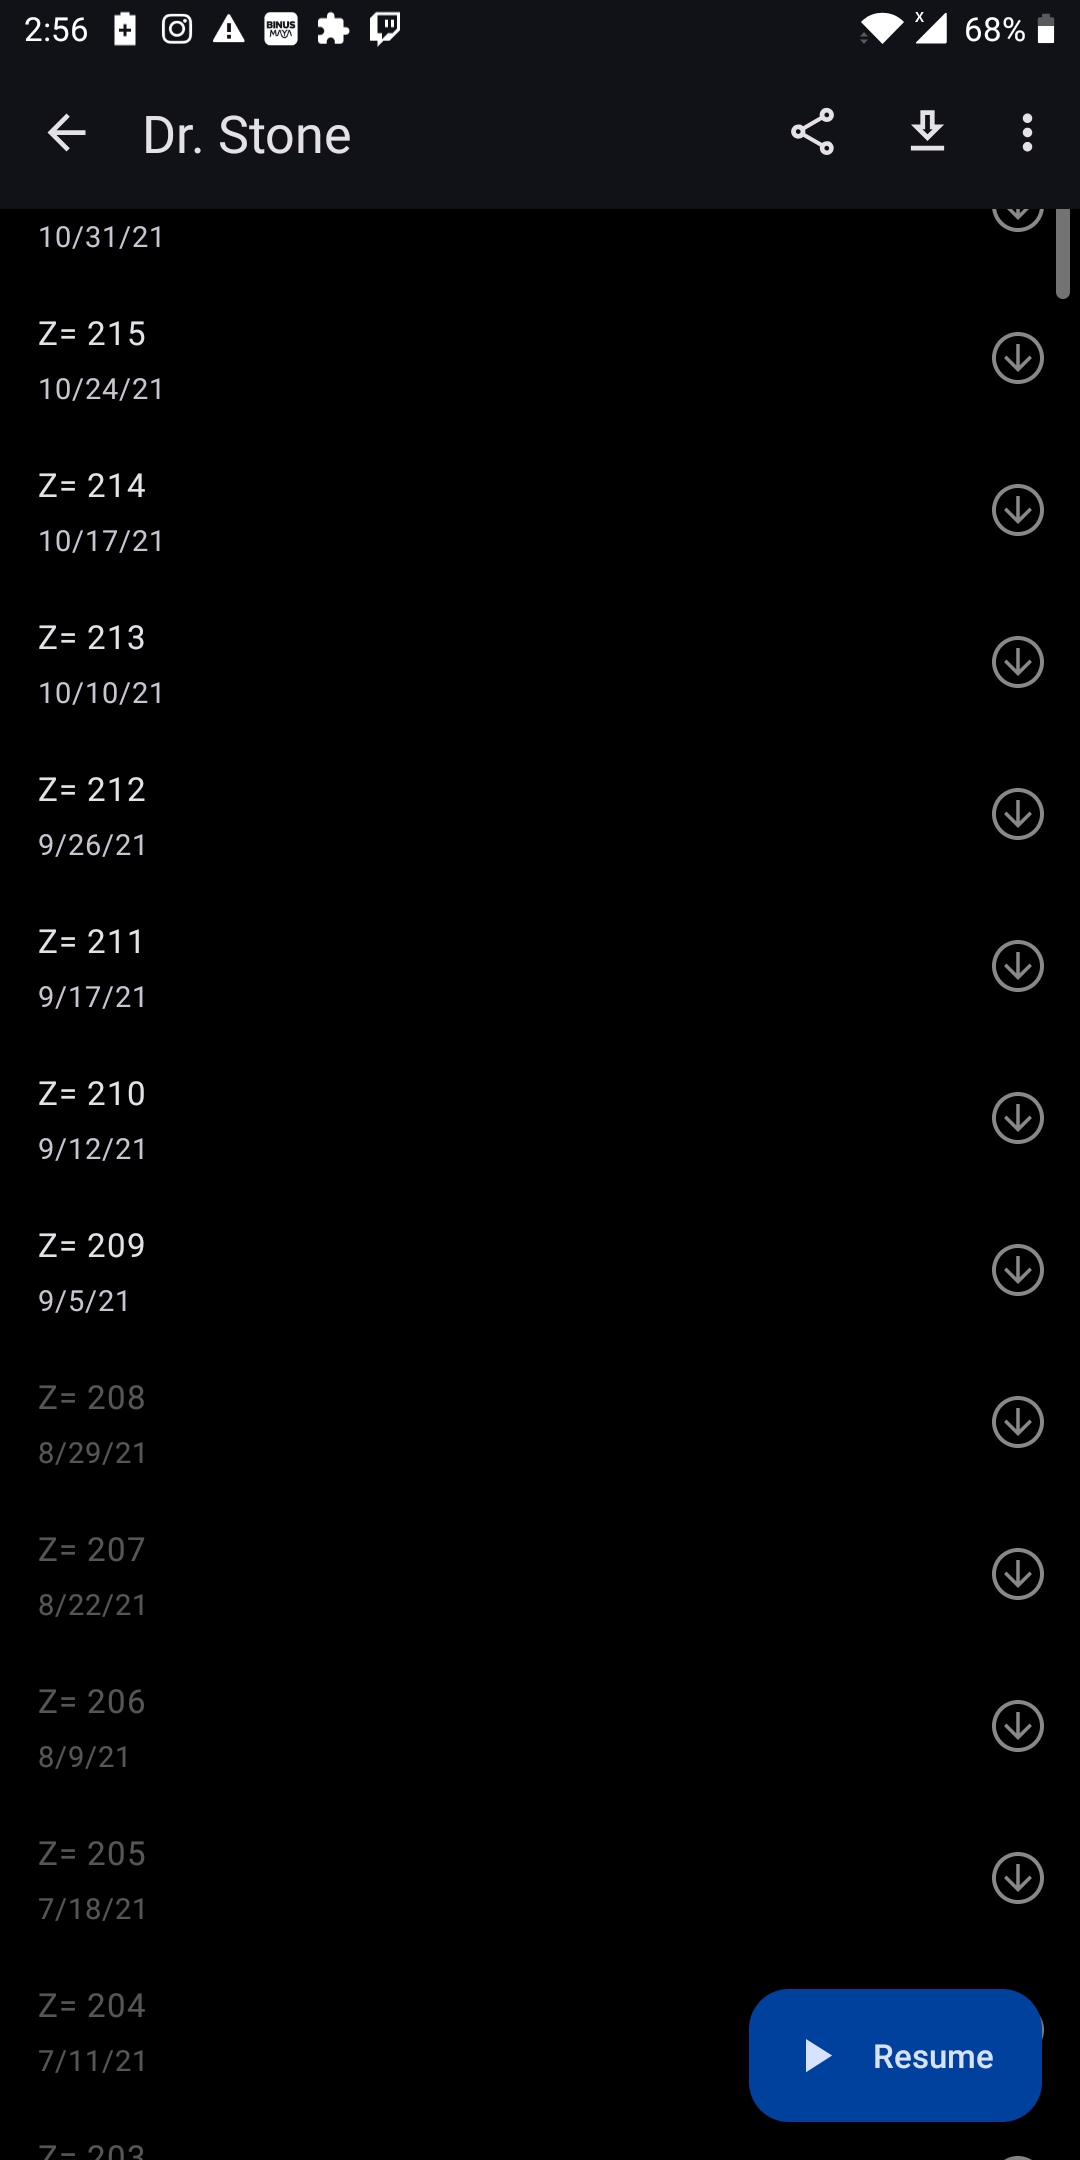 2:56
BINUS
MAYA
x
68%
Dr. Stone
10/31/21
Z= 215
10/24/21
Z= 214
10/17/21
Z= 213
10/10/21
Z= 212
9/26/21
Z= 211
9/17/21
Z= 210
9/12/21
Z= 209
9/5/21
Z= 208
8/29/21
Z= 207
8/22/21
Z= 206
8/9/21
Z= 205
7/18/21
Z= 204
7/11/21
Resume
Z= 203